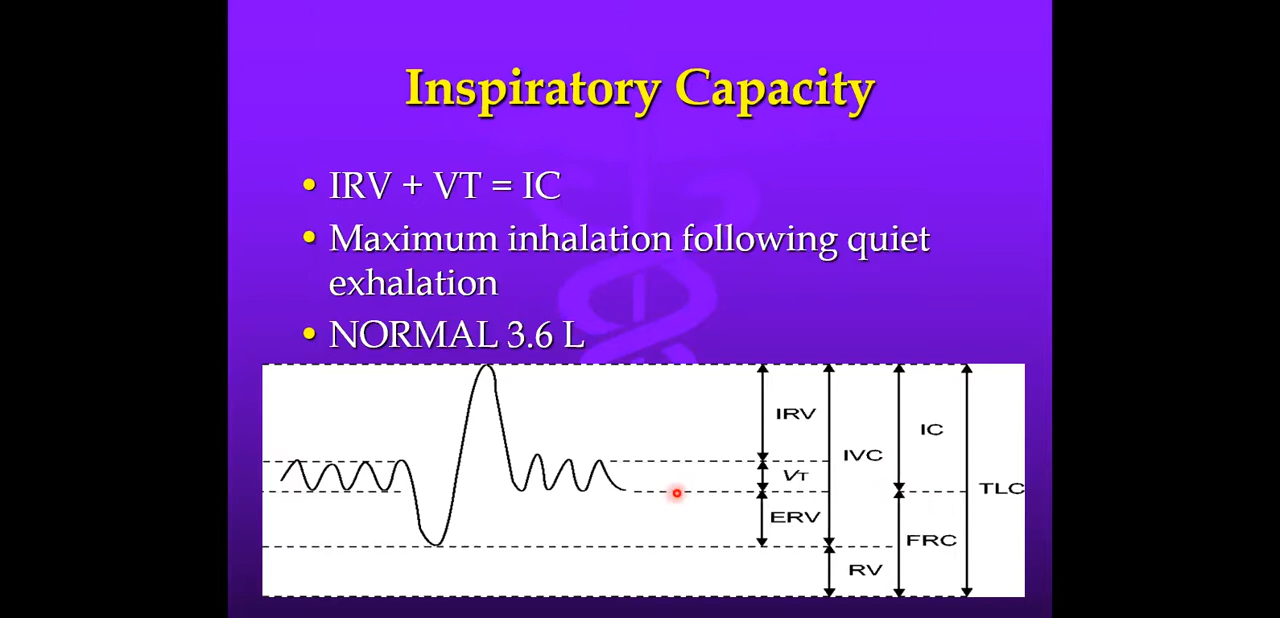 Inspiratory Capacity
• IRV + VT = IC
• Maximum inhalation following quiet
exhalation
• NORMAL 3.6 L
IRV
IC
IVC
VT
TLC
ERV
FRC
RV